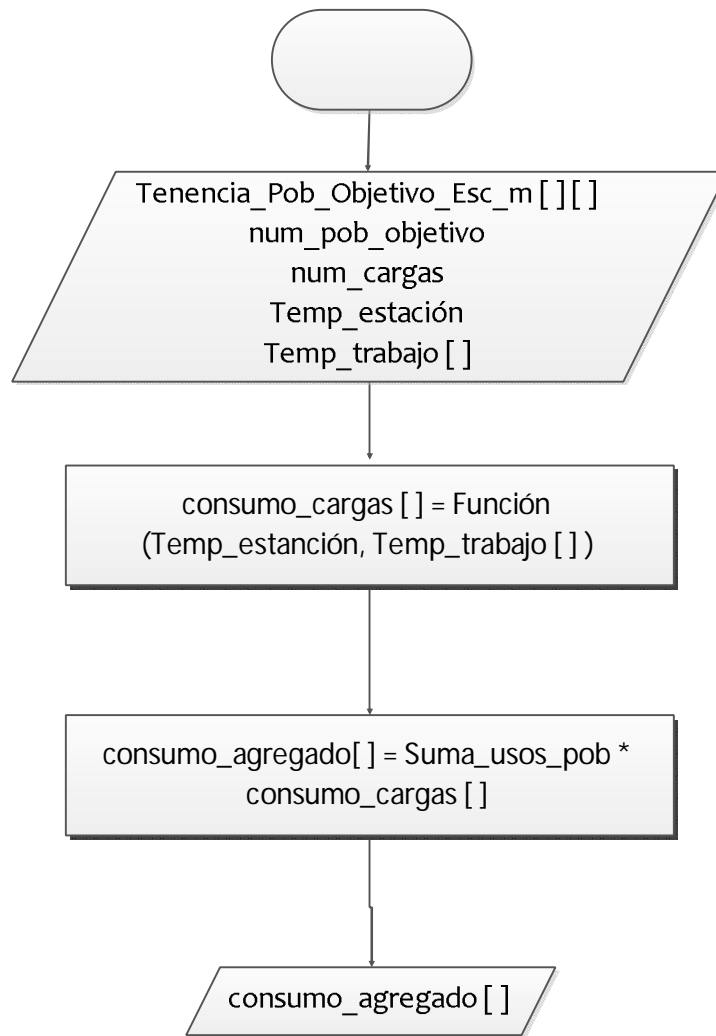 Tenencia_Pob_Objetivo_Esc_m [ ] [ ]
num_pob_objetivo
num_cargas
Temp_estación
Temp_trabajo [ ]
consumo_cargas [ ] = Función
(Temp_estanción, Temp_trabajo [ ] )
consumo_agregado[ ] = Suma_usos_pob *
consumo_cargas [ ]
consumo_agregado [ ]